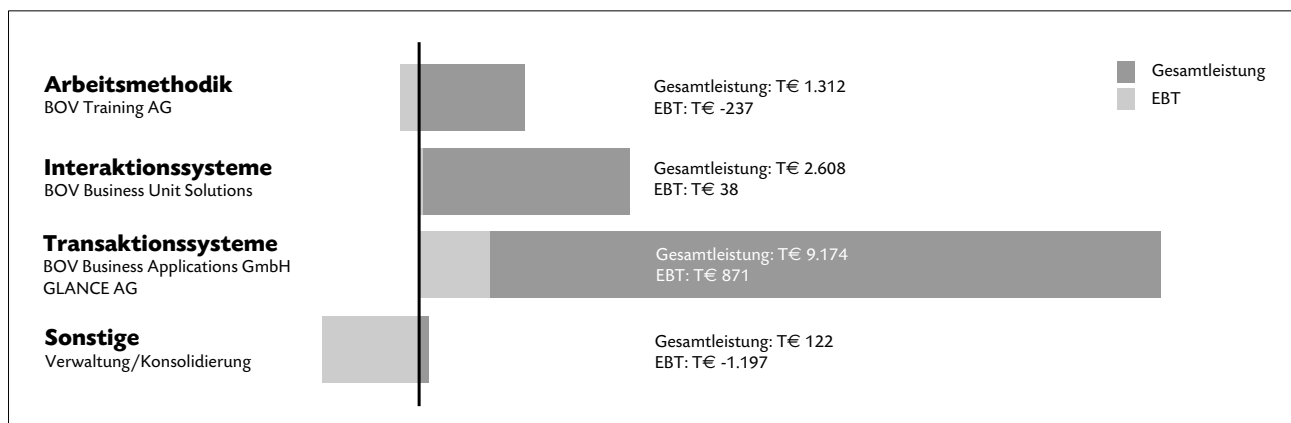 Arbeitsmethodik
BOV Training AG
Gesamtleistung: T€ 1.312
EBT: T€ -237
Gesamtleistung
EBT
Interaktionssysteme
BOV Business Unit Solutions
Gesamtleistung: T€ 2.608
EBT: T€ 38
Transaktionssysteme
BOV Business Applications GmbH
GLANCE AG
Gesamtleistung: T€ 9.174
EBT: T€ 871
Sonstige
Verwaltung/Konsolidierung
Gesamtleistung: T€ 122
EBT: T€ -1.197